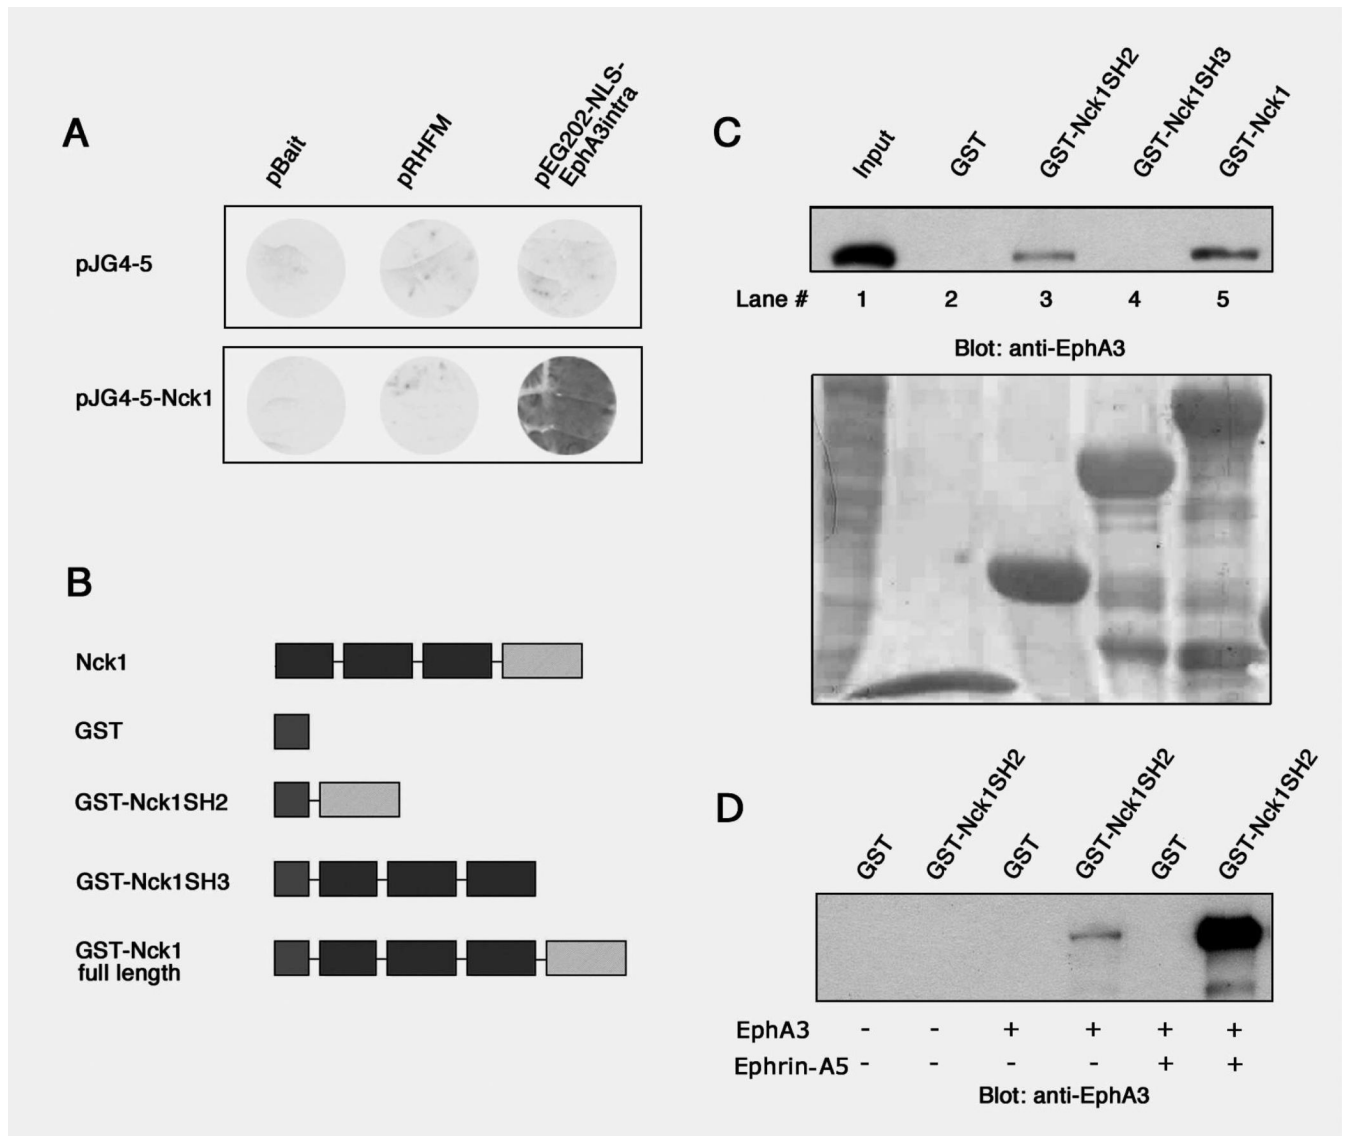 A
pBait
pRHFM
pEG202-NLS-
EphA3intra
pJG4-5
pJG4-5-Nck1
B
Nck1
GST
GST-Nck1SH2
GST-Nck1SH3
GST-Nck1
full length
C
Input
GST
GST-Nck1SH2
GST-Nck1SH3
GST-Nck1
Lane # 1 2 3 4 5
Blot: anti-EphA3
D
GST
GST-Nck1SH2
GST
GST-Nck1SH2
GST
GST-Nck1SH2
EphA3 - - + + + +
Ephrin-A5 - - - - + +
Blot: anti-EphA3